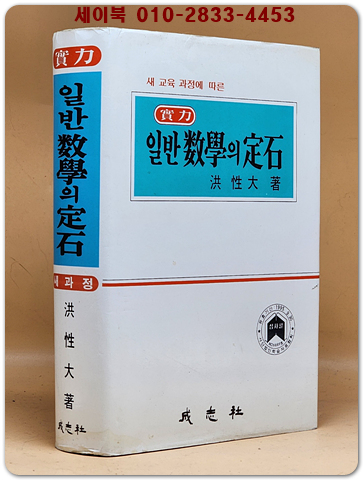 세이북 010-2833-4453
實力
일반 数學의 定石
새과정
洪性大 著
成志社
새 교육 과정에 따른
實力
일반 数學의 定石
洪性大 著
成志社